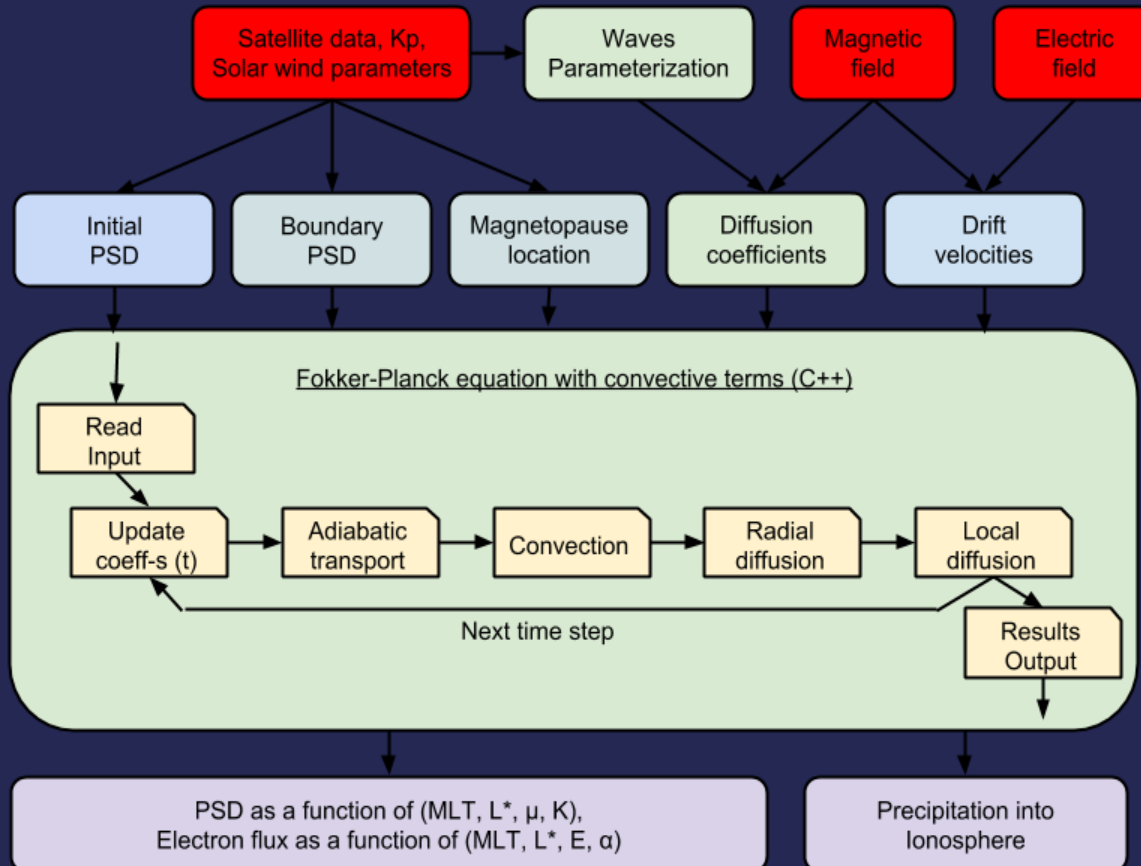 Satellite data, Kp,
Solar wind parameters
Waves
Parameterization
Magnetic
field
Electric
field
Initial
PSD
Boundary
PSD
Magnetopause
location
Diffusion
coefficients
Drift
velocities
Fokker-Planck equation with convective terms (C++)
Read
Input
Update
coeff-s (t)
Adiabatic
transport
Convection
Radial
diffusion
Local
diffusion
Next time step
Results
Output
PSD as a function of (MLT, L*, μ, K),
Electron flux as a function of (MLT, L*, E, α)
Precipitation into
Ionosphere